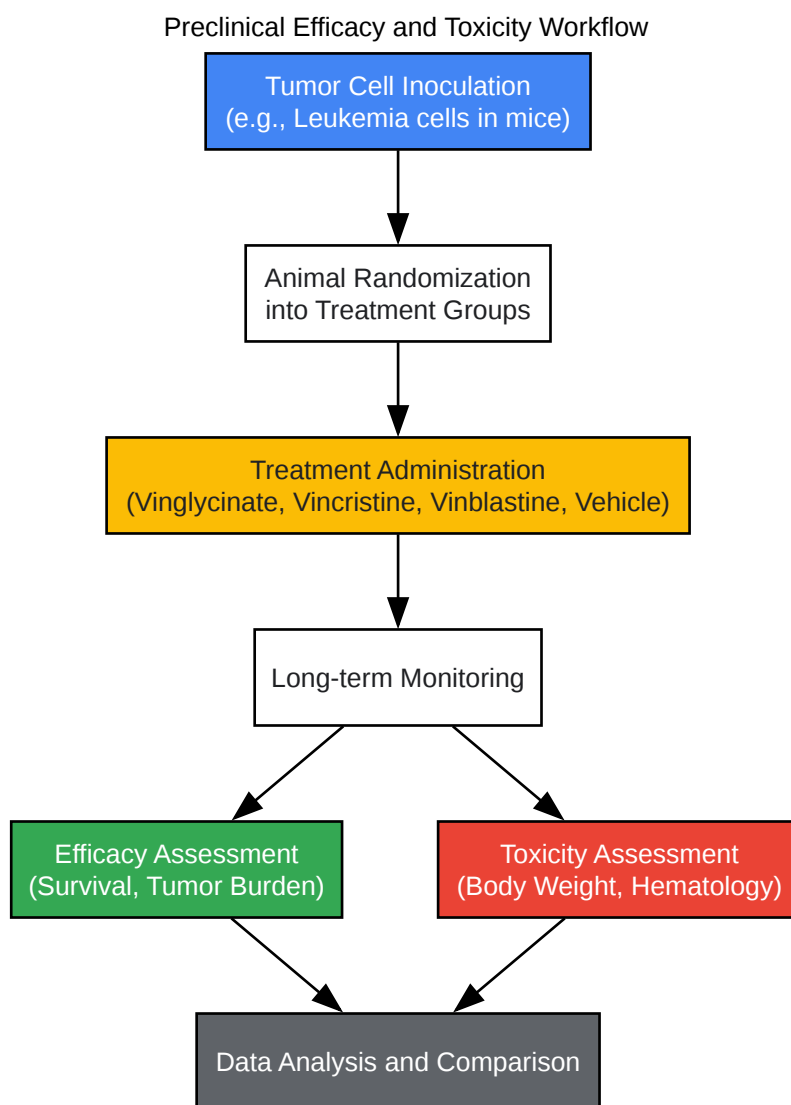 Preclinical Efficacy and Toxicity Workflow
Tumor Cell Inoculation
(e.g., Leukemia cells in mice)
Animal Randomization
into Treatment Groups
Treatment Administration
(Vinglycinate, Vincristine, Vinblastine, Vehicle)
Long-term Monitoring
Efficacy Assessment
(Survival, Tumor Burden)
Toxicity Assessment
(Body Weight, Hematology)
Data Analysis and Comparison